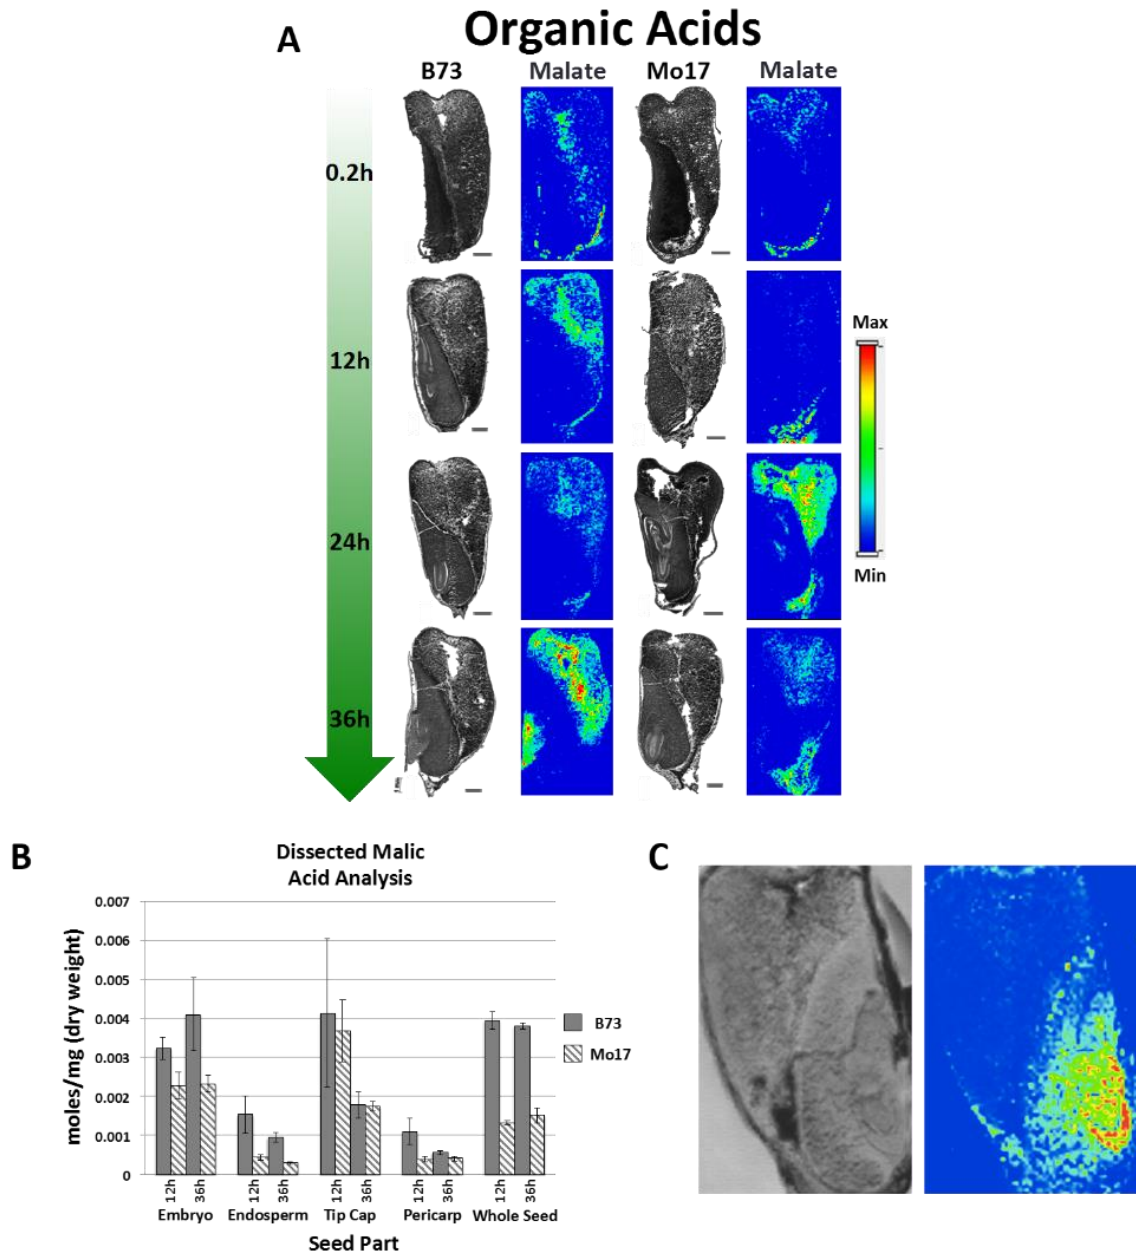 Organic Acids
A
B73 Malate Mo17 Malate
0.2h
12h
24h
36h
Max
Min
B
Dissected Malic
Acid Analysis
moles/mg (dry weight)
0.007
0.006
0.005
0.004
0.003
0.002
0.001
0
12h 36h 12h 36h 12h 36h 12h 36h 12h 36h
Embryo Endosperm Tip Cap Pericarp Whole Seed
Seed Part
B73
Mo17
C